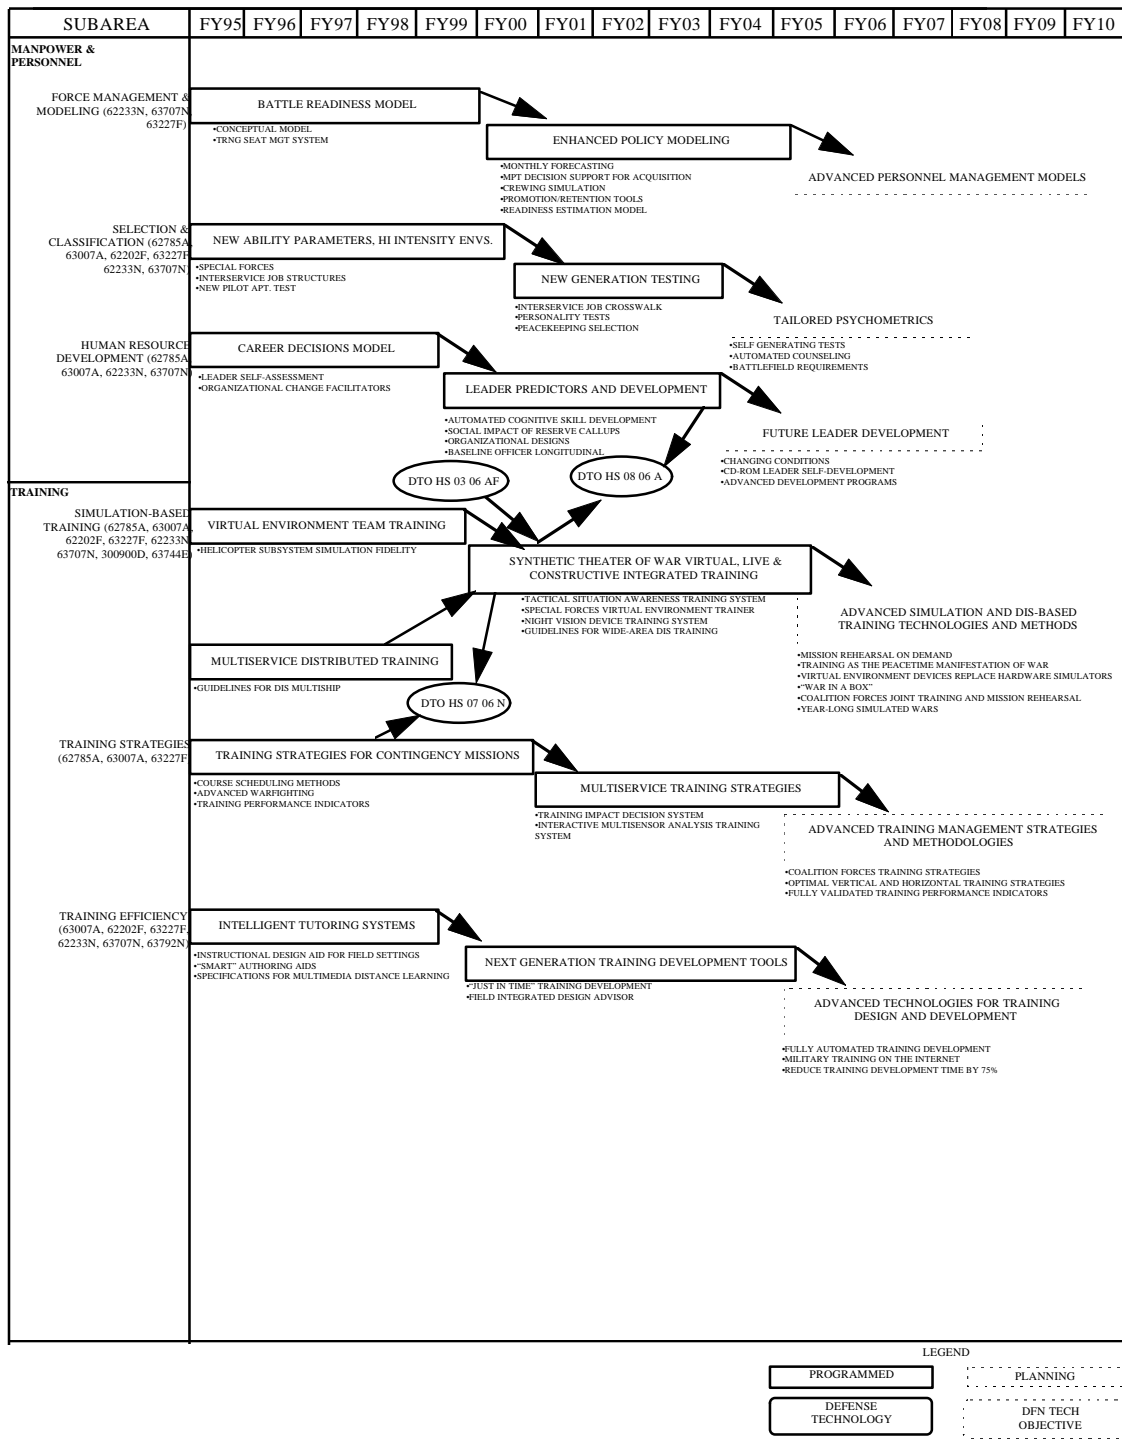 SUBAREA FY95 FY96 FY97 FY98 FY99 FY00 FY01 FY02 FY03 FY04 FY05 FY06 FY07 FY08 FY09 FY10
MANPOWER &
PERSONNEL
FORCE MANAGEMENT &
MODELING (62233N, 63707N,
63227F)
BATTLE READINESS MODEL
•CONCEPTUAL MODEL
•TRNG SEAT MGT SYSTEM
ENHANCED POLICY MODELING
•MONTHLY FORECASTING
•MPT DECISION SUPPORT FOR ACQUISITION
•CREWING SIMULATION
•PROMOTION/RETENTION TOOLS
•READINESS ESTIMATION MODEL
ADVANCED PERSONNEL MANAGEMENT MODELS
SELECTION &
CLASSIFICATION (62785A,
63007A, 62202F, 63227F,
62233N, 63707N)
NEW ABILITY PARAMETERS, HI INTENSITY ENVS.
•SPECIAL FORCES
•INTERSERVICE JOB STRUCTURES
•NEW PILOT APT. TEST
NEW GENERATION TESTING
•INTERSERVICE JOB CROSSWALK
•PERSONALITY TESTS
•PEACEKEEPING SELECTION
TAILORED PSYCHOMETRICS
•SELF GENERATING TESTS
•AUTOMATED COUNSELING
•BATTLEFIELD REQUIREMENTS
HUMAN RESOURCE
DEVELOPMENT (62785A,
63007A, 62233N, 63707N)
CAREER DECISIONS MODEL
•LEADER SELF-ASSESSMENT
•ORGANIZATIONAL CHANGE FACILITATORS
LEADER PREDICTORS AND DEVELOPMENT
•AUTOMATED COGNITIVE SKILL DEVELOPMENT
•SOCIAL IMPACT OF RESERVE CALLUPS
•ORGANIZATIONAL DESIGNS
•BASELINE OFFICER LONGITUDINAL
FUTURE LEADER DEVELOPMENT
•CHANGING CONDITIONS
•CD-ROM LEADER SELF-DEVELOPMENT
•ADVANCED DEVELOPMENT PROGRAMS
DTO HS 03 06 AF
DTO HS 08 06 A
TRAINING
SIMULATION-BASED
TRAINING (62785A, 63007A,
62202F, 63227F, 62233N,
63707N, 300900D, 63744E)
VIRTUAL ENVIRONMENT TEAM TRAINING
•HELICOPTER SUBSYSTEM SIMULATION FIDELITY
SYNTHETIC THEATER OF WAR VIRTUAL, LIVE &
CONSTRUCTIVE INTEGRATED TRAINING
•TACTICAL SITUATION AWARENESS TRAINING SYSTEM
•SPECIAL FORCES VIRTUAL ENVIRONMENT TRAINER
•NIGHT VISION DEVICE TRAINING SYSTEM
•GUIDELINES FOR WIDE-AREA DIS TRAINING
ADVANCED SIMULATION AND DIS-BASED
TRAINING TECHNOLOGIES AND METHODS
•MISSION REHEARSAL ON DEMAND
•TRAINING AS THE PEACETIME MANIFESTATION OF WAR
•VIRTUAL ENVIRONMENT DEVICES REPLACE HARDWARE SIMULATORS
•"WAR IN A BOX"
•COALITION FORCES JOINT TRAINING AND MISSION REHEARSAL
•YEAR-LONG SIMULATED WARS
MULTISERVICE DISTRIBUTED TRAINING
•GUIDELINES FOR DIS MULTISHIP
DTO HS 07 06 N
TRAINING STRATEGIES
(62785A, 63007A, 63227F
TRAINING STRATEGIES FOR CONTINGENCY MISSIONS
•COURSE SCHEDULING METHODS
•ADVANCED WARFIGHTING
•TRAINING PERFORMANCE INDICATORS
MULTISERVICE TRAINING STRATEGIES
•TRAINING IMPACT DECISION SYSTEM
•INTERACTIVE MULTISENSOR ANALYSIS TRAINING
SYSTEM
ADVANCED TRAINING MANAGEMENT STRATEGIES
AND METHODOLOGIES
•COALITION FORCES TRAINING STRATEGIES
•OPTIMAL VERTICAL AND HORIZONTAL TRAINING STRATEGIES
•FULLY VALIDATED TRAINING PERFORMANCE INDICATORS
TRAINING EFFICIENCY
(63007A, 62202F, 63227F,
62233N, 63707N, 63792N)
INTELLIGENT TUTORING SYSTEMS
•INSTRUCTIONAL DESIGN AID FOR FIELD SETTINGS
•"SMART" AUTHORING AIDS
•SPECIFICATIONS FOR MULTIMEDIA DISTANCE LEARNING
NEXT GENERATION TRAINING DEVELOPMENT TOOLS
•"JUST IN TIME" TRAINING DEVELOPMENT
•FIELD INTEGRATED DESIGN ADVISOR
ADVANCED TECHNOLOGIES FOR TRAINING
DESIGN AND DEVELOPMENT
•FULLY AUTOMATED TRAINING DEVELOPMENT
•MILITARY TRAINING ON THE INTERNET
•REDUCE TRAINING DEVELOPMENT TIME BY 75%
LEGEND
PROGRAMMED
PLANNING
DEFENSE
TECHNOLOGY
DFN TECH
OBJECTIVE